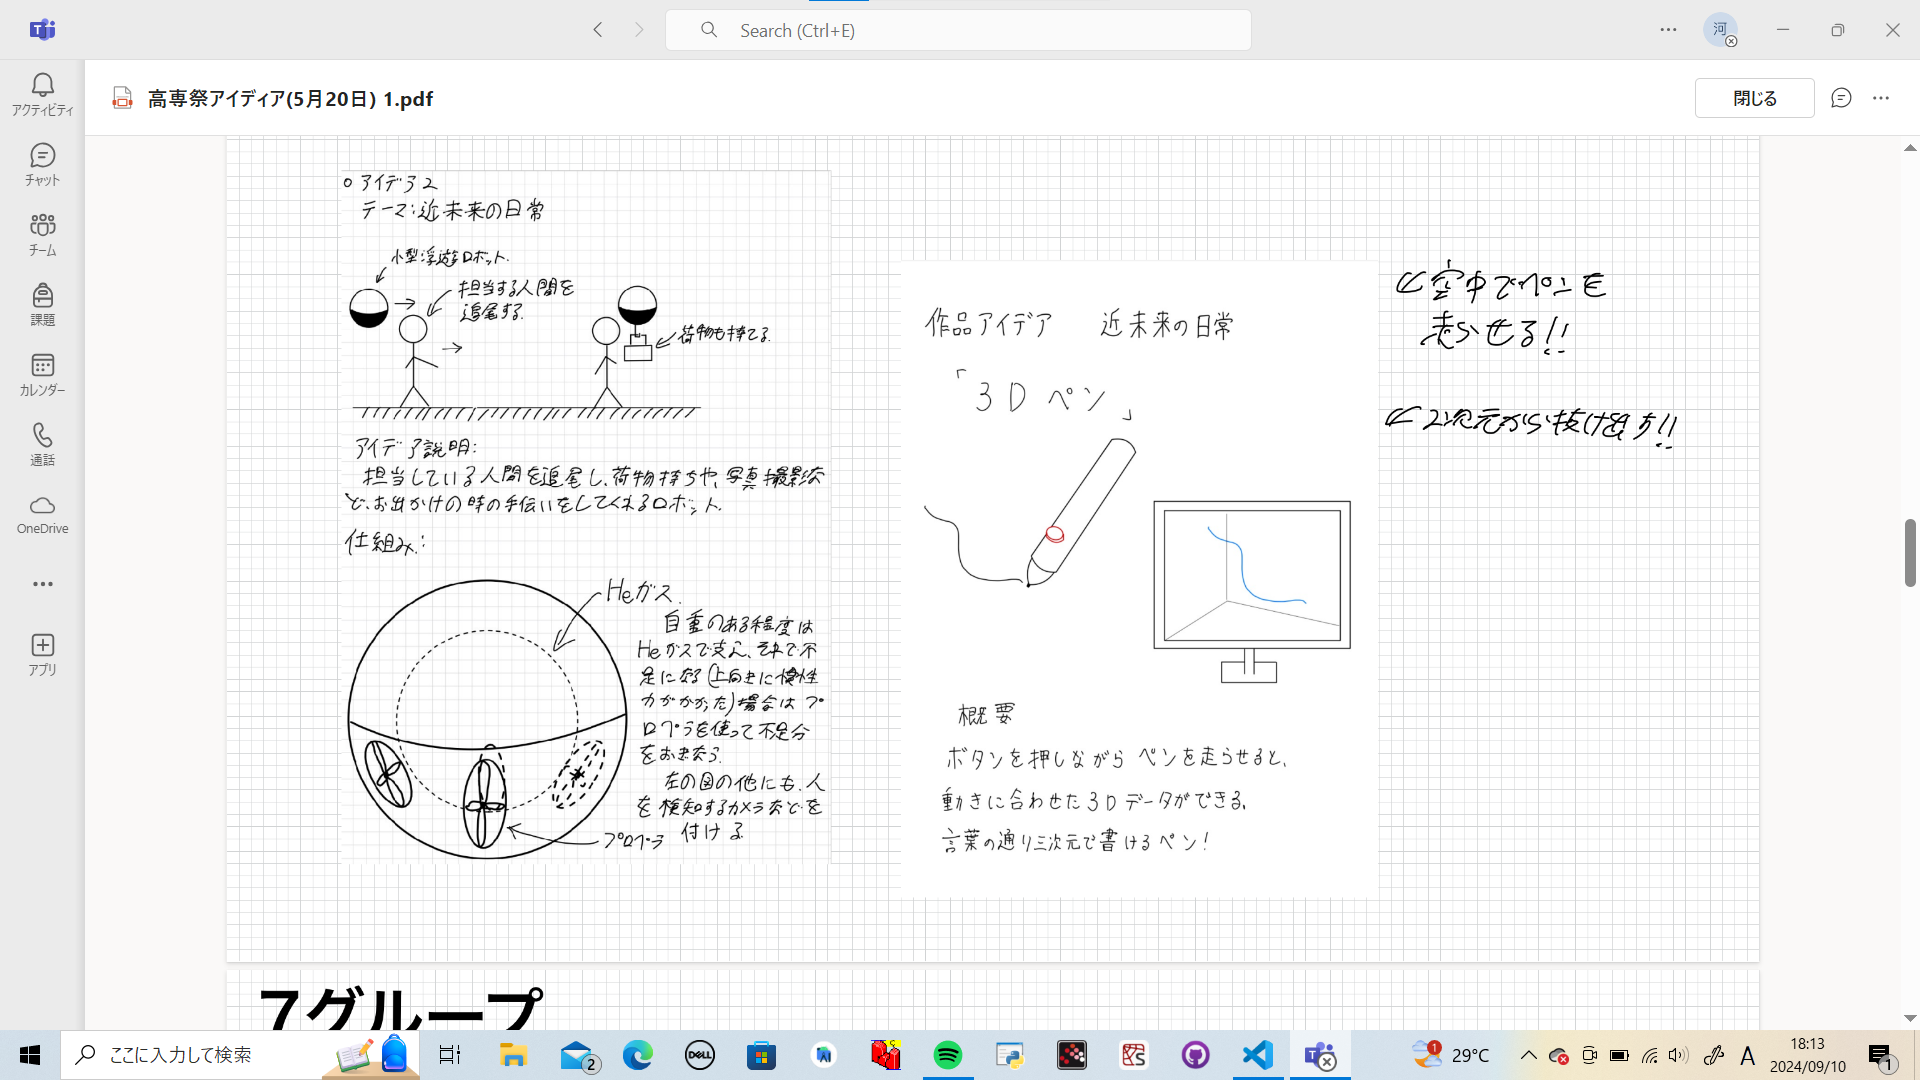 Search (Ctrl+E)
河
アクティビティ
チャット
チーム
課題
カレンダー
通話
OneDrive
アプリ
高専祭アイディア(5月20日) 1.pdf
閉じる
○アイデア2
テーマ:近未来の日常
小型浮遊ロボット.
担当する人間を
追尾する.
荷物も持てる.
アイデア説明:
担当している人間を追尾し、荷物持ちや、写真撮影な
ど、お出かけの時の手伝いをしてくれるロボット.
仕組み:
Heガス.
自重のある程度は
Heガスで支え、それで不
足になる(上向きに慣性
力がかかった)場合はプ
ロペラを使って不足分
をおぎなう.
左の図の他にも、人
を検知するカメラなどを
付ける
プロペラ
作品アイデア 近未来の日常
「3Dペン」
概要
ボタンを押しながらペンを走らせると、
動きに合わせた3Dデータができる。
言葉の通り三次元で書けるペン!
空中でペンを
走らせる!!
2次元から抜け出す!!
7グループ
ここに入力して検索
2
DELL
1
29°C
A
18:13
2024/09/10
1